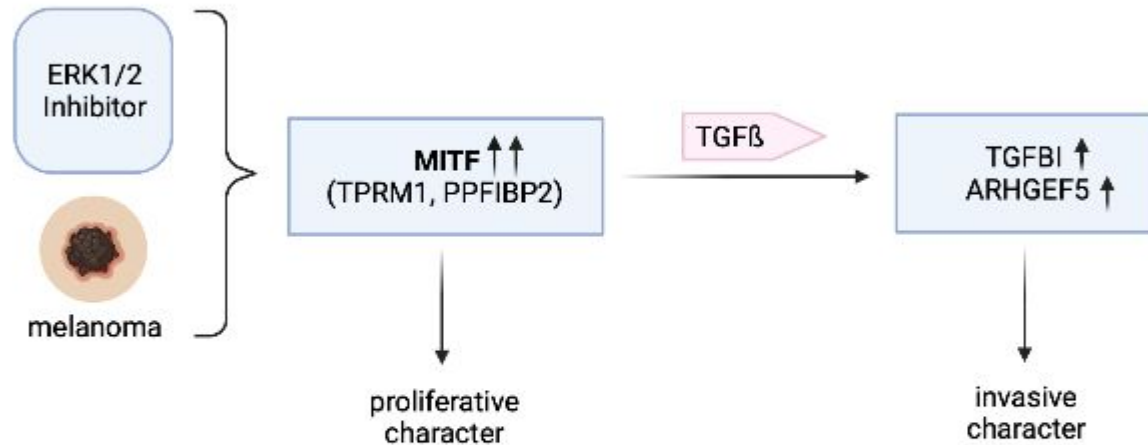 ERK1/2
Inhibitor
melanoma
MITF ↑↑
(TPRM1, PPFIBP2)
proliferative
character
TGFß
TGFBI ↑
ARHGEF5 ↑
invasive
character